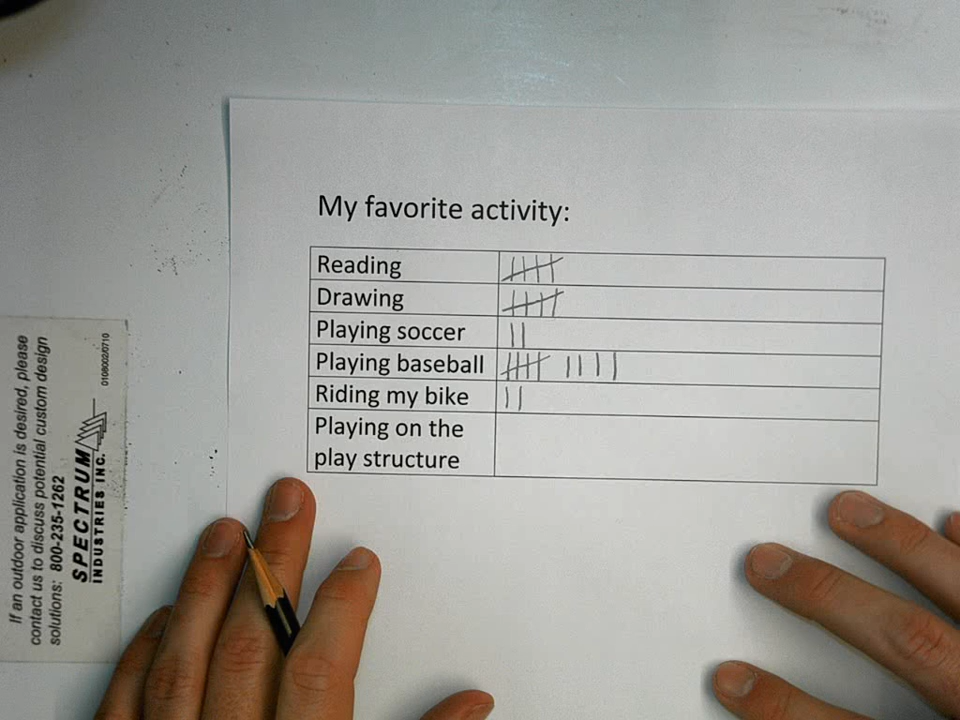 My favorite activity:
Reading
Drawing
Playing soccer
Playing baseball
Riding my bike
Playing on the
play structure
If an outdoor application is desired, please
contact us to discuss potential custom design
solutions: 800-235-1262
SPECTRUM
INDUSTRIES INC.
0108002/0710